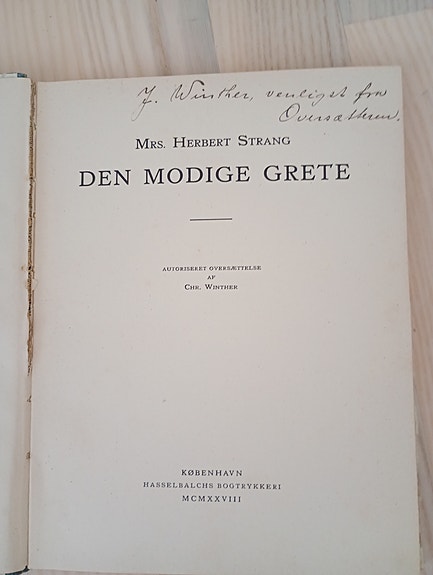 J. Winther, venligst fra
Oversætteren.
MRS. HERBERT STRANG
DEN MODIGE GRETE
AUTORISERET OVERSÆTTELSE
AF
CHR. WINTHER
KØBENHAVN
HASSELBALCHS BOGTRYKKERI
MCMXXVIII